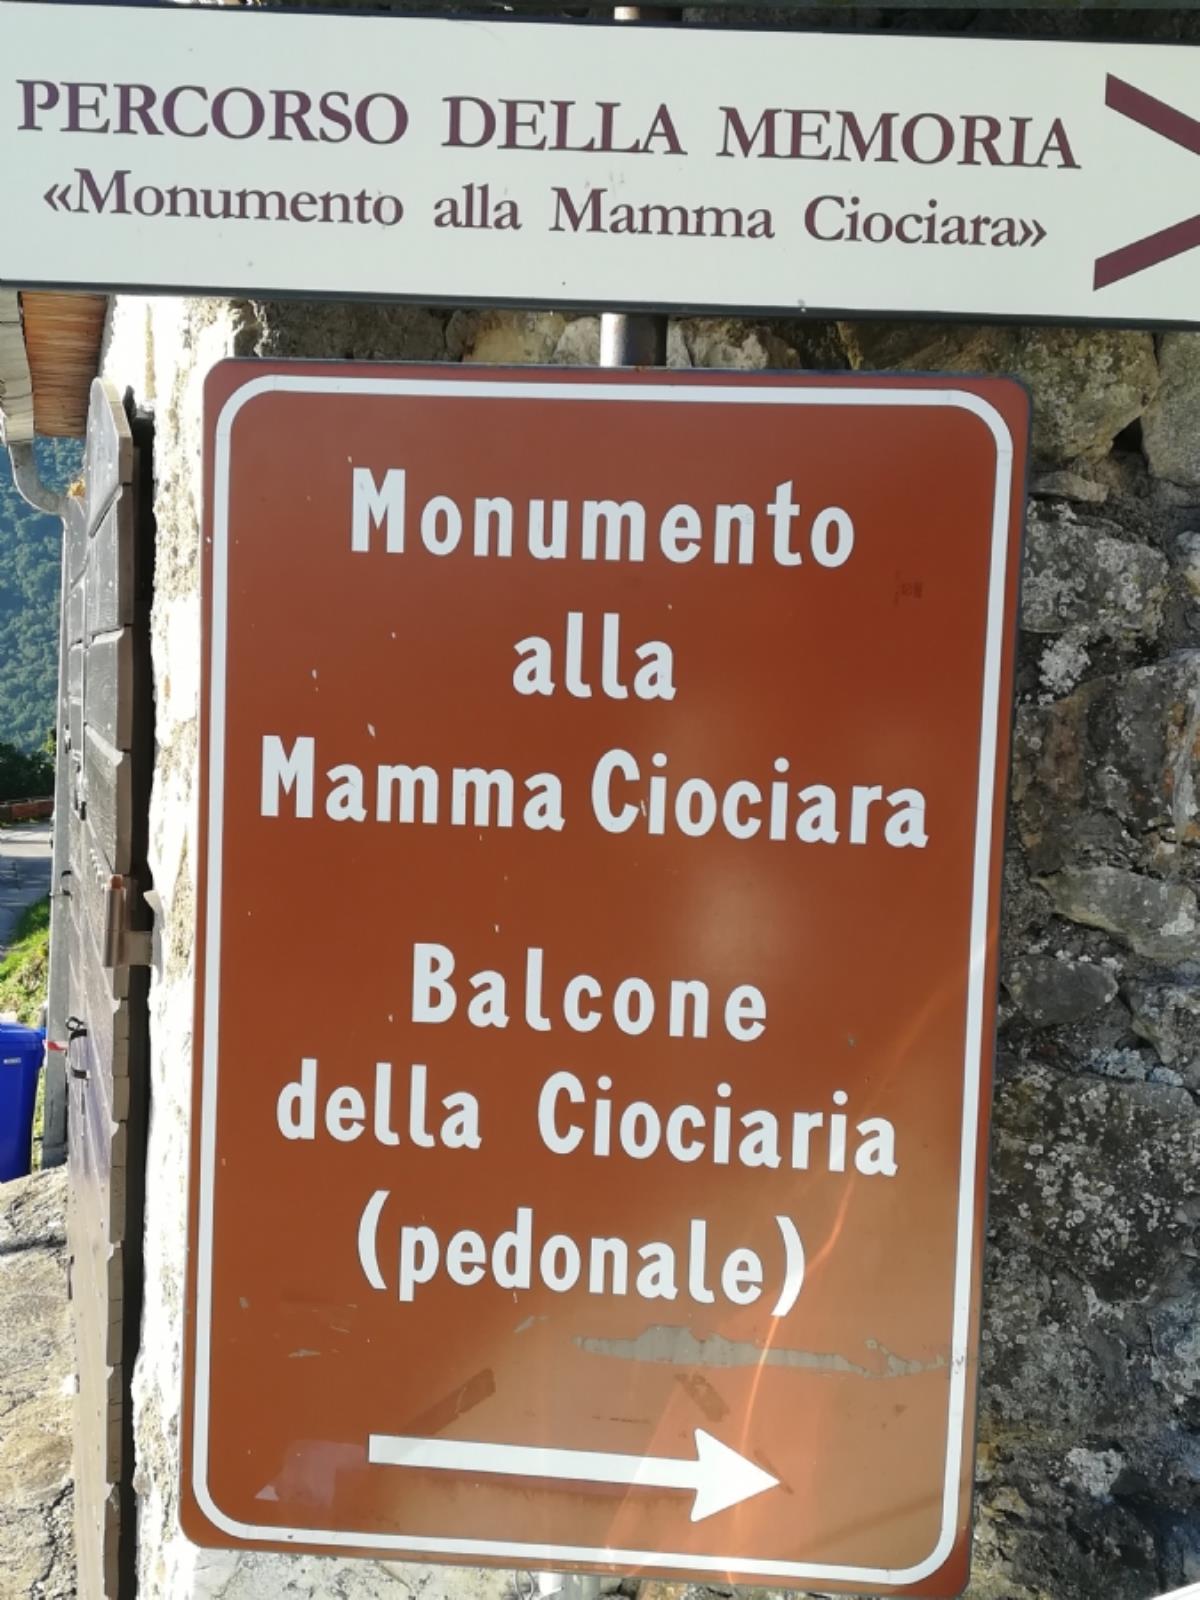 PERCORSO DELLA MEMORIA
«Monumento alla Mamma Ciociara»
Monumento
alla
Mamma Ciociara
Balcone
della Ciociaria
(pedonale)